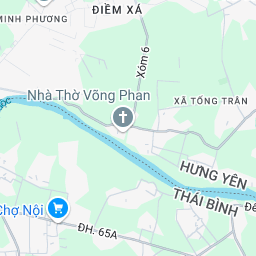 ĐIỀM XÁ
MINH PHƯƠNG
Xóm 6
Nhà Thờ Võng Phan
XÃ TỐNG TRÂN
HƯNG YÊN
THÁI BÌNH
Chợ Nội
ĐH. 65A